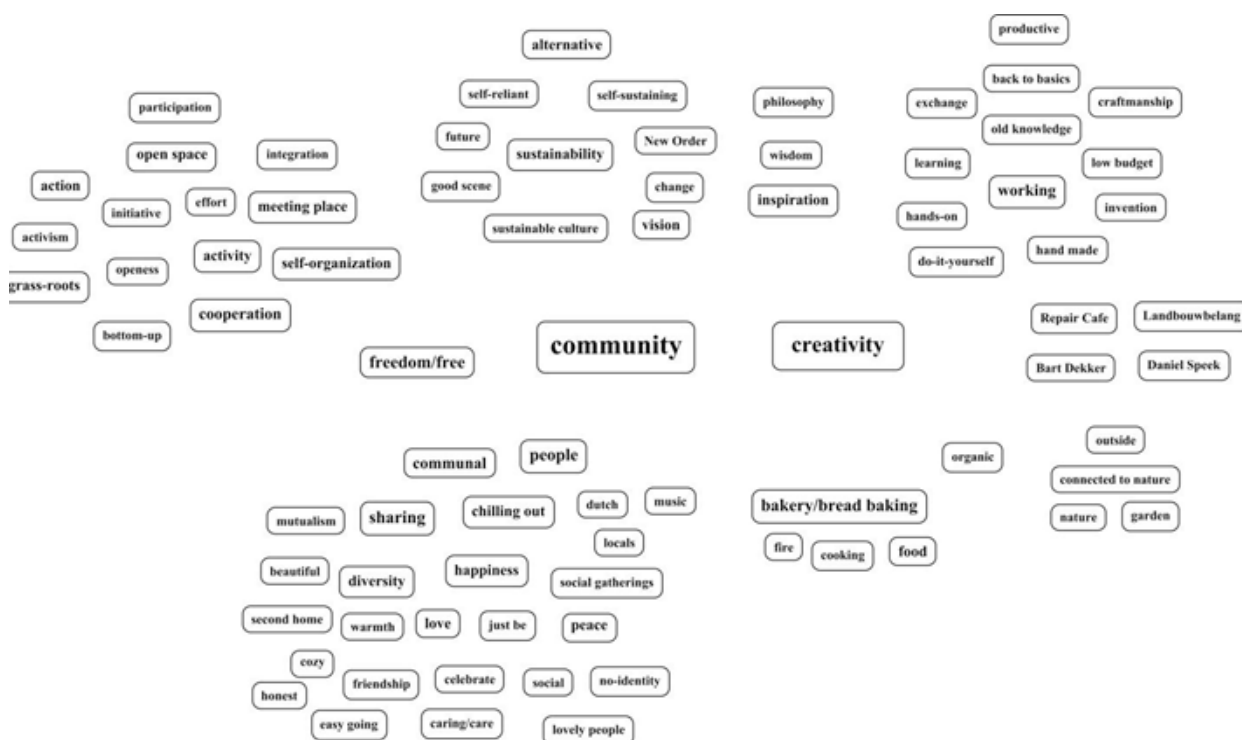 participation
open space
integration
action
initiative
effort
meeting place
activism
openess
activity
self-organization
grass-roots
cooperation
bottom-up
freedom/free
alternative
self-reliant
self-sustaining
future
sustainability
New Order
good scene
change
sustainable culture
vision
philosophy
wisdom
inspiration
productive
back to basics
exchange
craftmanship
old knowledge
learning
low budget
working
hands-on
invention
do-it-yourself
hand made
community
creativity
Repair Cafe
Landbouwbelang
Bart Dekker
Daniel Speek
communal
people
mutualism
sharing
chilling out
dutch
music
locals
beautiful
diversity
happiness
social gatherings
second home
warmth
love
just be
peace
cozy
honest
friendship
celebrate
social
no-identity
easy going
caring/care
lovely people
organic
bakery/bread baking
fire
cooking
food
outside
connected to nature
nature
garden